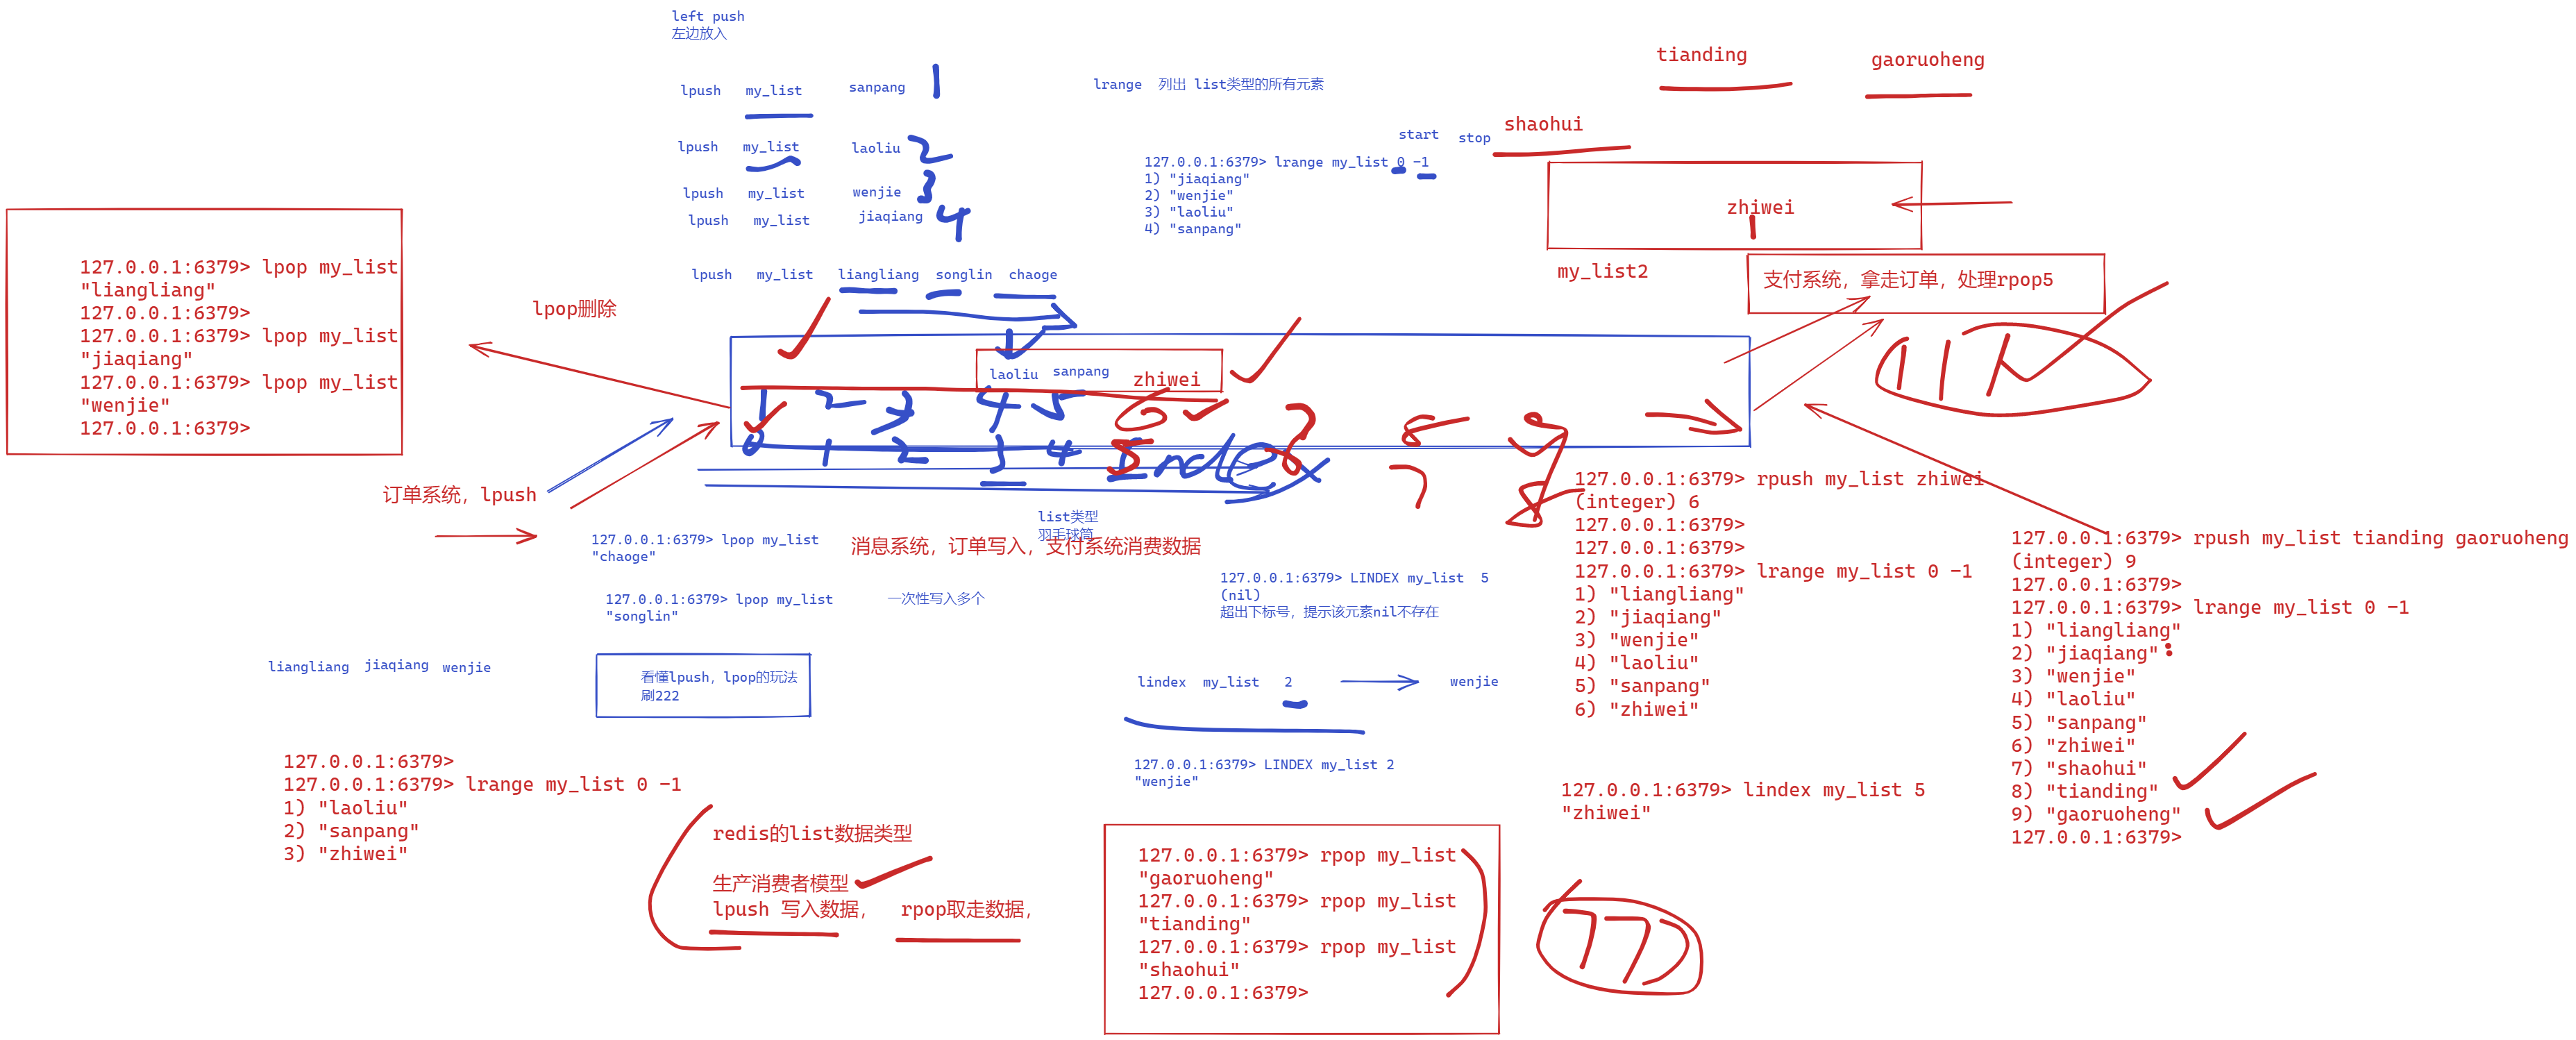 left push
左边放入
lpush my_list sanpang 1
lpush my_list laoliu 2
lpush my_list wenjie 3
lpush my_list jiaqiang 4
lpush my_list liangliang songlin chaoge
lrange 列出 list类型的所有元素
start stop
127.0.0.1:6379> lrange my_list 0 -1
1) "jiaqiang"
2) "wenjie"
3) "laoliu"
4) "sanpang"
tianding gaoruoheng
shaohui
zhiwei
my_list2
支付系统，拿走订单，处理rpop5
127.0.0.1:6379> lpop my_list
"liangliang"
127.0.0.1:6379>
127.0.0.1:6379> lpop my_list
"jiaqiang"
127.0.0.1:6379> lpop my_list
"wenjie"
127.0.0.1:6379>
lpop删除
laoliu sanpang zhiwei
index
订单系统，lpush
list类型
羽毛球筒
127.0.0.1:6379> lpop my_list
"chaoge"
消息系统，订单写入，支付系统消费数据
127.0.0.1:6379> lpop my_list
"songlin"
一次性写入多个
127.0.0.1:6379> LINDEX my_list 5
(nil)
超出下标号，提示该元素nil不存在
liangliang jiaqiang wenjie
看懂lpush，lpop的玩法
刷222
lindex my_list 2 wenjie
127.0.0.1:6379> LINDEX my_list 2
"wenjie"
127.0.0.1:6379> rpush my_list zhiwei
(integer) 6
127.0.0.1:6379>
127.0.0.1:6379>
127.0.0.1:6379> lrange my_list 0 -1
1) "liangliang"
2) "jiaqiang"
3) "wenjie"
4) "laoliu"
5) "sanpang"
6) "zhiwei"
127.0.0.1:6379> lindex my_list 5
"zhiwei"
127.0.0.1:6379> rpush my_list tianding gaoruoheng
(integer) 9
127.0.0.1:6379>
127.0.0.1:6379> lrange my_list 0 -1
1) "liangliang"
2) "jiaqiang"
3) "wenjie"
4) "laoliu"
5) "sanpang"
6) "zhiwei"
7) "shaohui"
8) "tianding"
9) "gaoruoheng"
127.0.0.1:6379>
127.0.0.1:6379>
127.0.0.1:6379> lrange my_list 0 -1
1) "laoliu"
2) "sanpang"
3) "zhiwei"
redis的list数据类型
生产消费者模型
lpush 写入数据， rpop取走数据，
127.0.0.1:6379> rpop my_list
"gaoruoheng"
127.0.0.1:6379> rpop my_list
"tianding"
127.0.0.1:6379> rpop my_list
"shaohui"
127.0.0.1:6379>